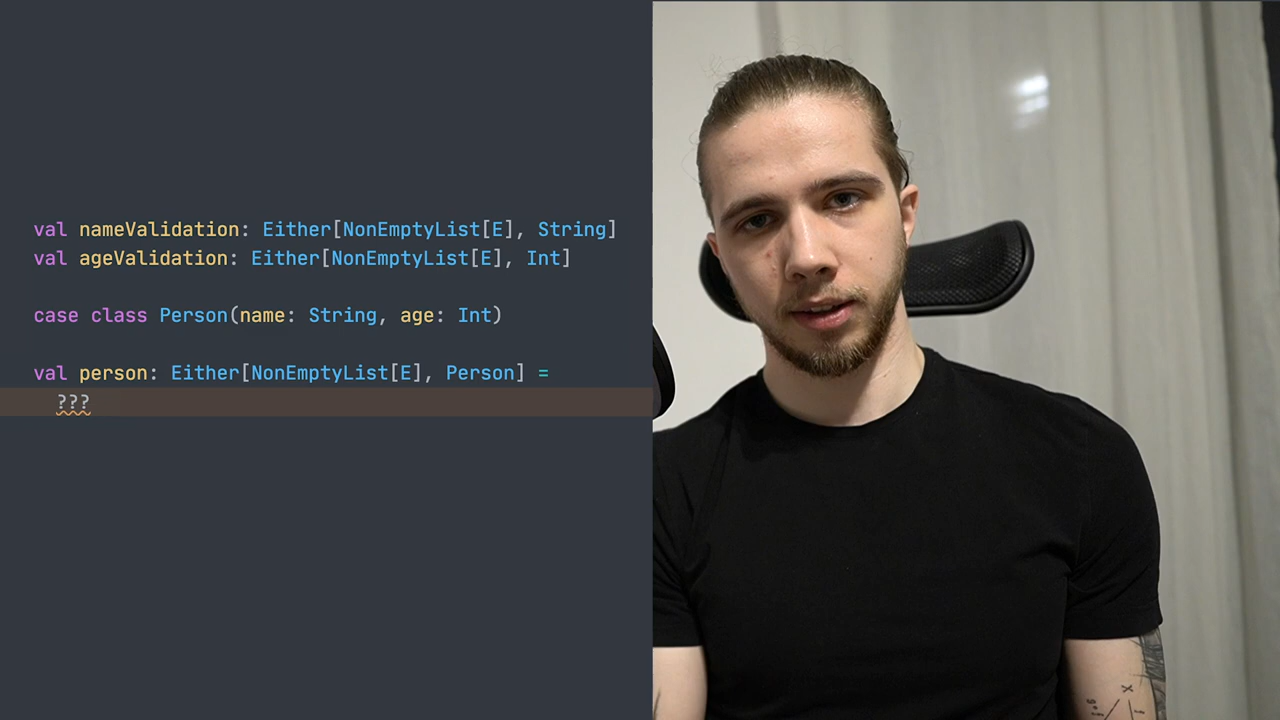 val nameValidation: Either[NonEmptyList[E], String]
val ageValidation: Either[NonEmptyList[E], Int]
case class Person(name: String, age: Int)
val person: Either[NonEmptyList[E], Person] =
???